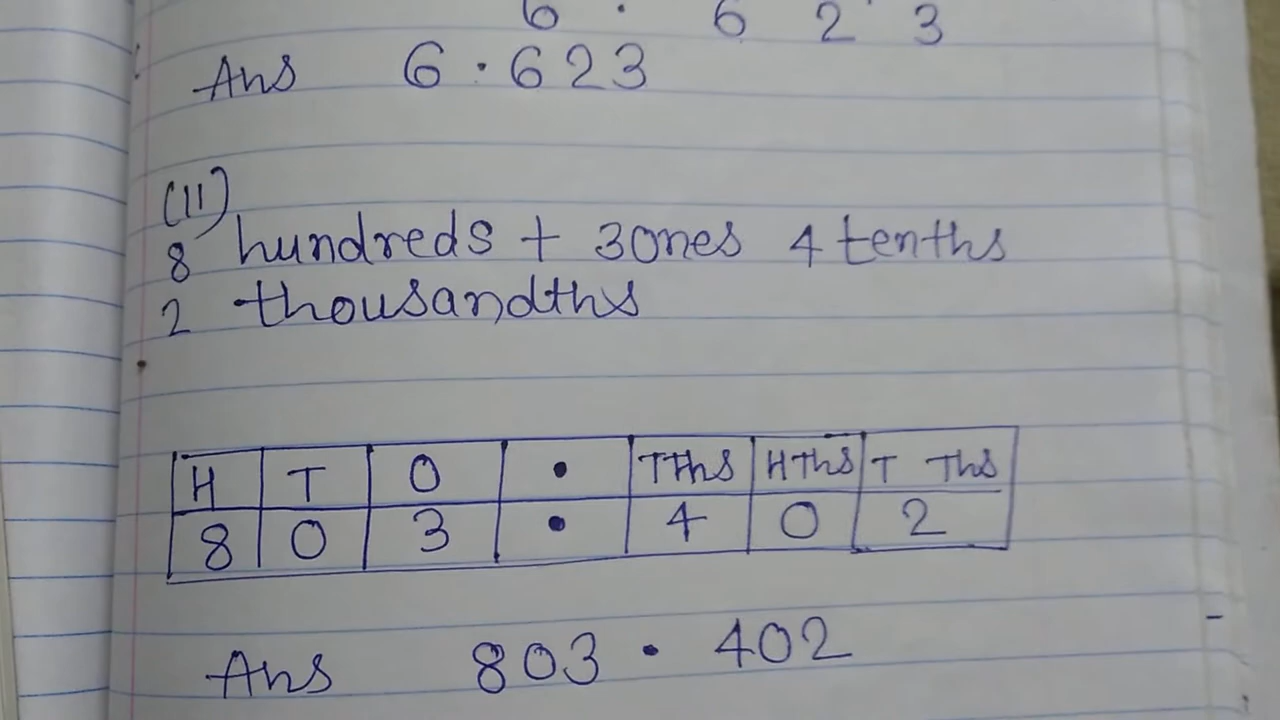 6 . 6 2 3
Ans 6.623
(11)
8 hundreds + 3ones 4 tenths
2 thousandths
H T O • TThs HThs T Ths
8 0 3 • 4 0 2
Ans 803 . 402